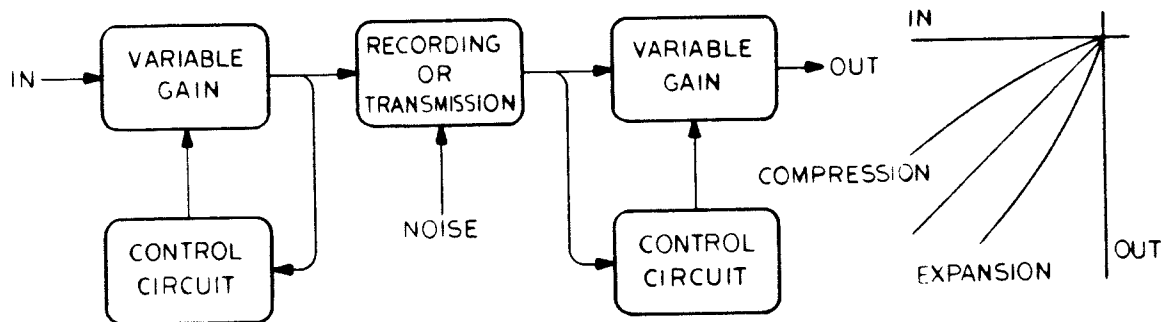 IN
VARIABLE
GAIN
RECORDING
OR
TRANSMISSION
VARIABLE
GAIN
OUT
CONTROL
CIRCUIT
NOISE
CONTROL
CIRCUIT
IN
COMPRESSION
EXPANSION
OUT